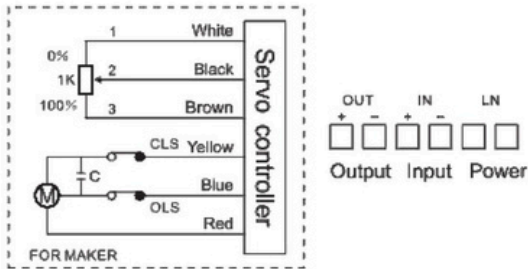 1 White
0%
1K 2 Black
100% 3 Brown
CLS Yellow
C
M
OLS Blue
Red
FOR MAKER
Servo controller
OUT IN LN
+ - + -
Output Input Power